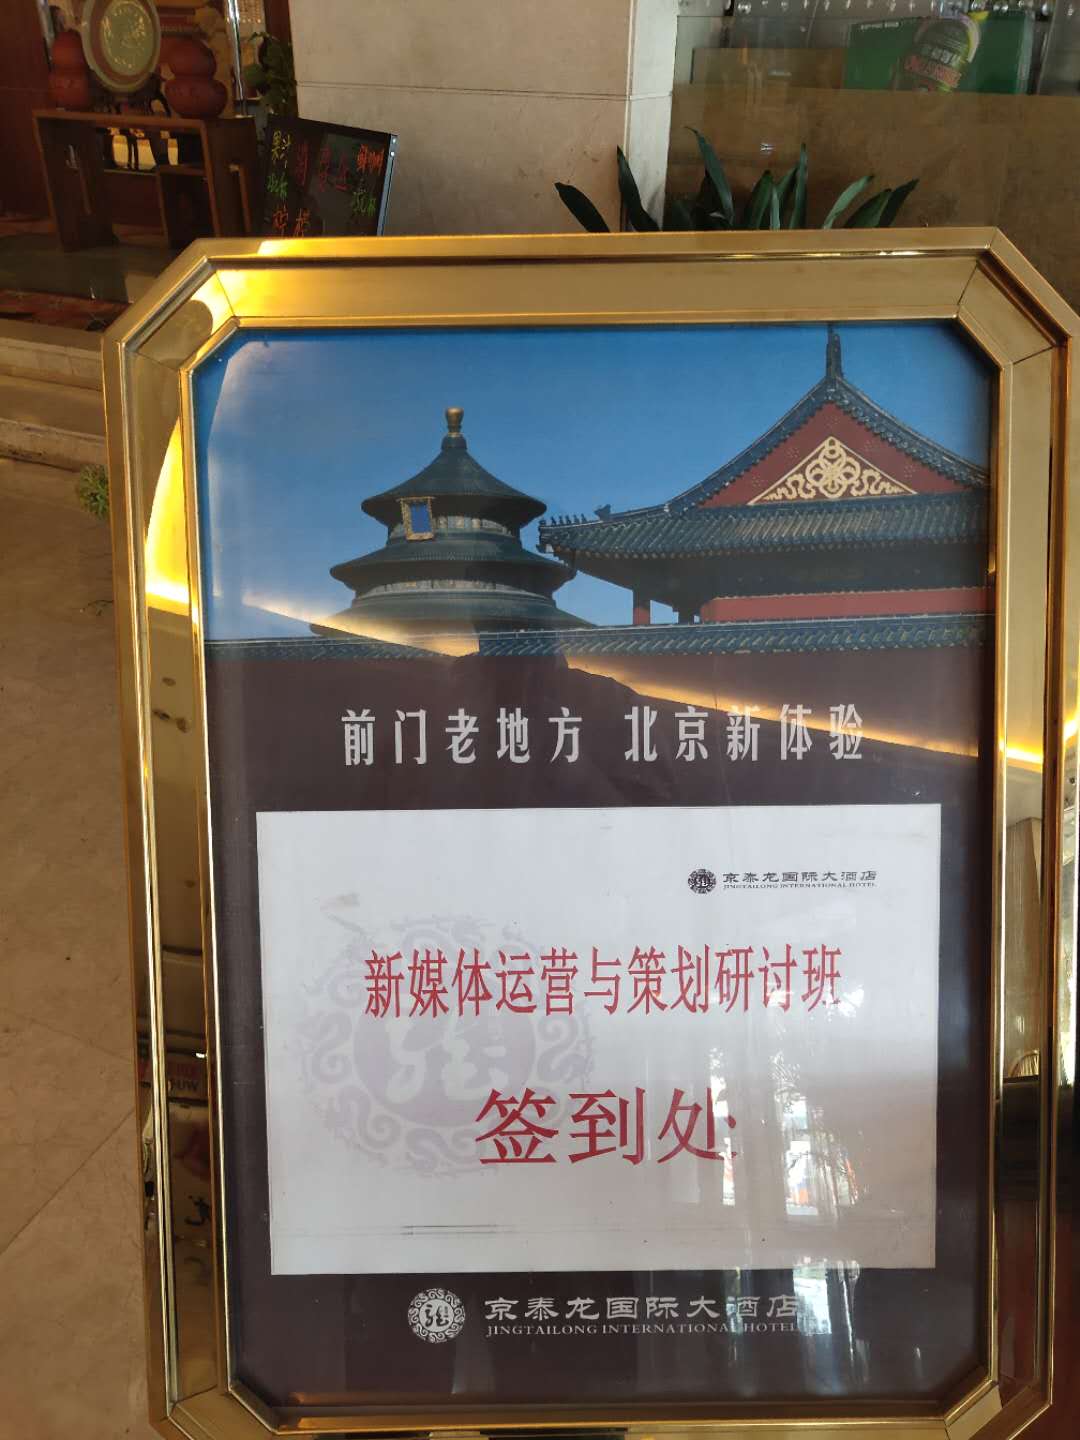 前门老地方 北京新体验
京泰龙国际大酒店
JINGTAILONG INTERNATIONAL HOTEL
新媒体运营与策划研讨班
签到处
京泰龙国际大酒店
JINGTAILONG INTERNATIONAL HOTEL